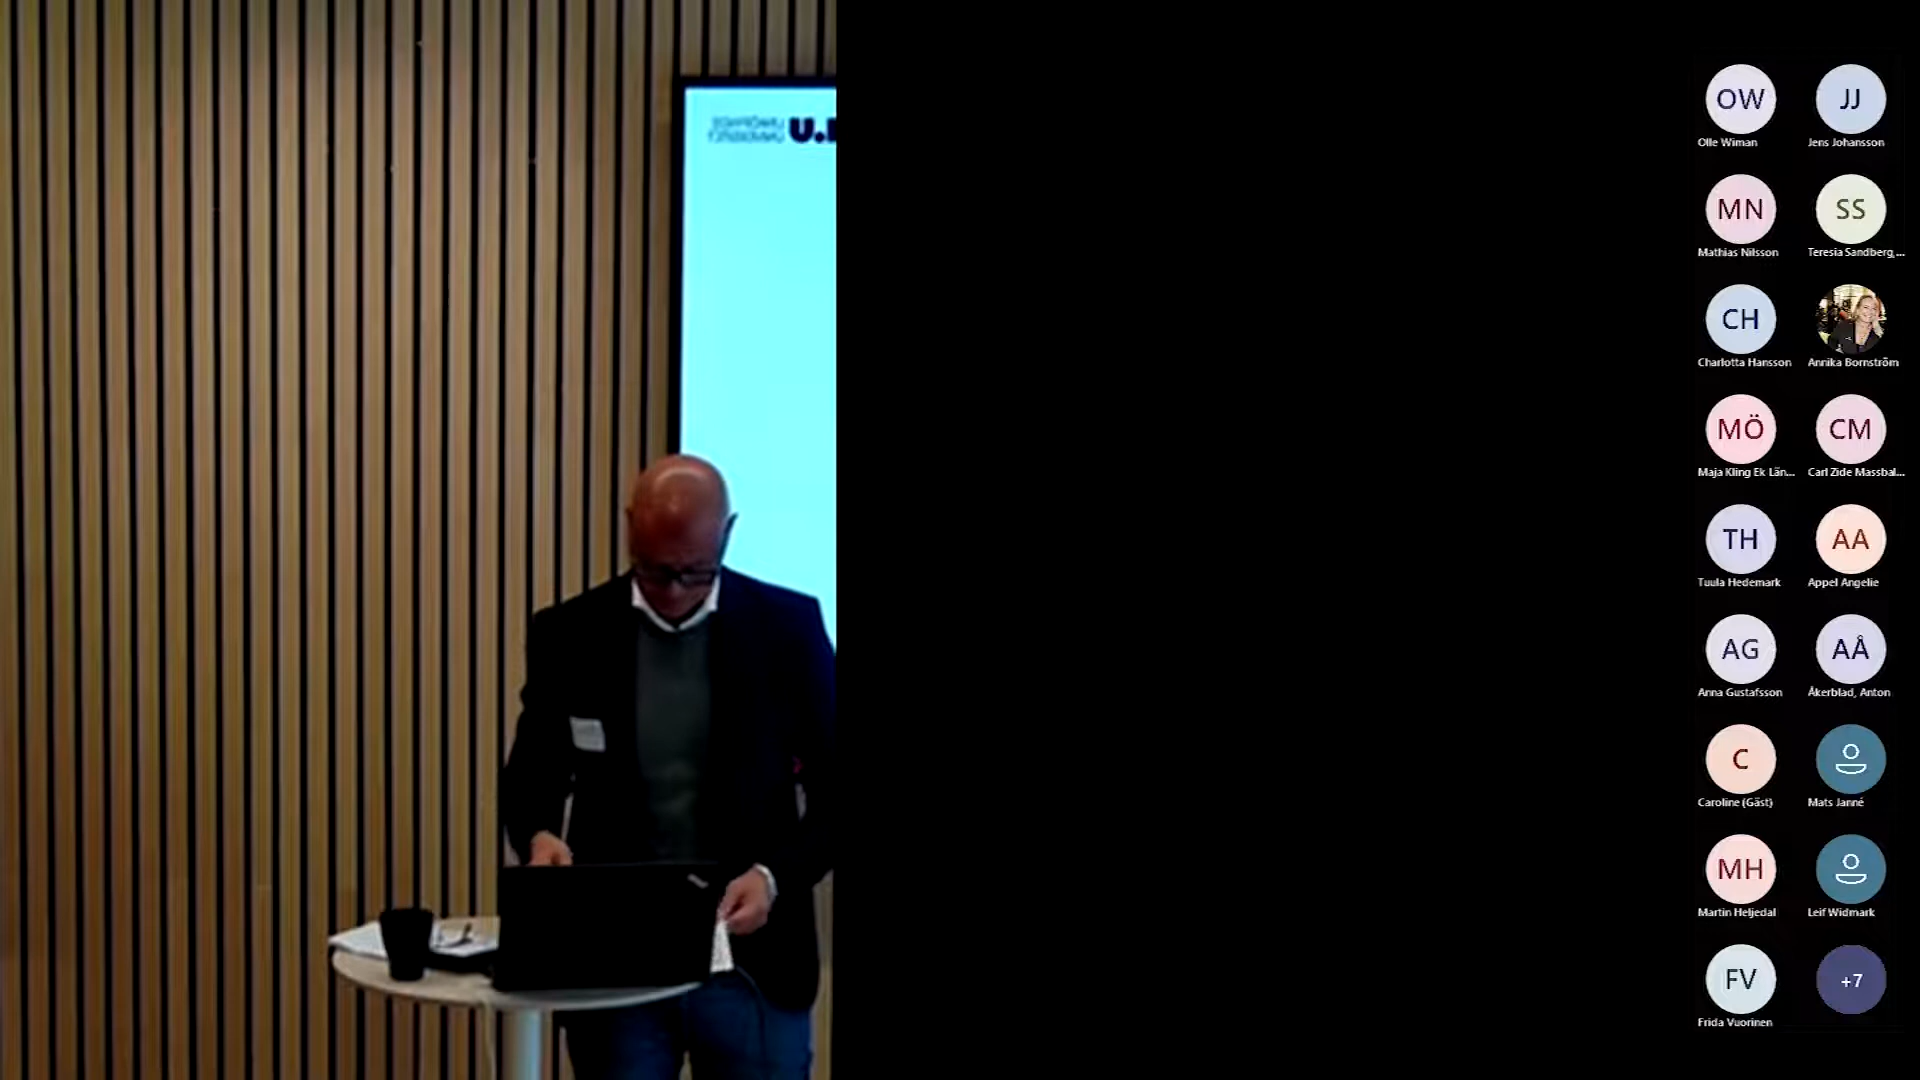 U.
OW
JJ
Olle Wiman
Jens Johansson
MN
SS
Mathias Nilsson
Teresia Sandberg,...
CH
Charlotta Hansson
Annika Bornström
MÖ
CM
Maja Kling Ek Län...
Carl Zide Massbal...
TH
AA
Tuula Hedemark
Appel Angelie
AG
AÅ
Anna Gustafsson
Åkerblad, Anton
C
Caroline (Gäst)
Mats Janné
MH
Martin Heljedal
Leif Widmark
FV
+7
Frida Vuorinen